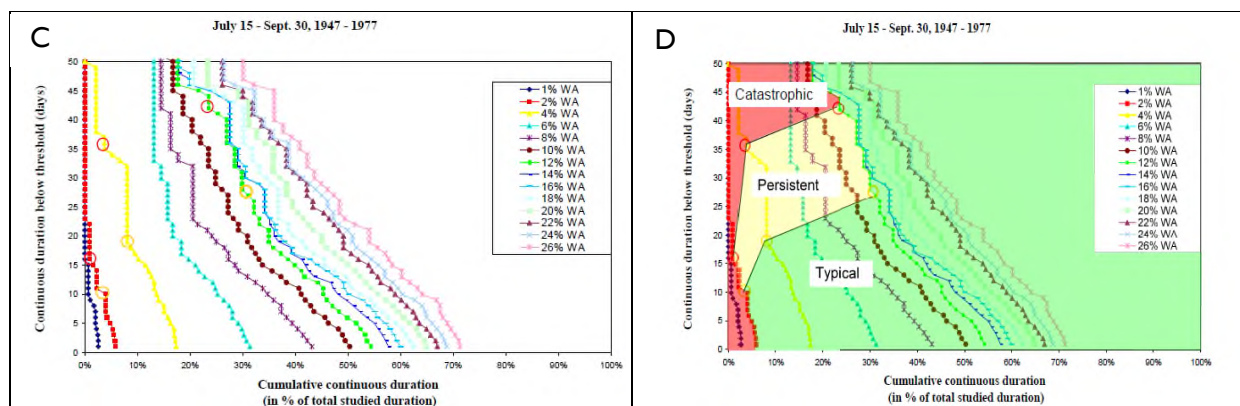 C
July 15 - Sept. 30, 1947 - 1977
Continuous duration below threshold (days)
50
45
40
35
30
25
20
15
10
5
0
0%
10%
20%
30%
40%
50%
60%
70%
80%
90%
100%
Cumulative continuous duration
(in % of total studied duration)
1% WA
2% WA
4% WA
6% WA
8% WA
10% WA
12% WA
14% WA
16% WA
18% WA
20% WA
22% WA
24% WA
26% WA
D
July 15 - Sept. 30, 1947 - 1977
Continuous duration below threshold (days)
50
45
40
35
30
25
20
15
10
5
0
Catastrophic
Persistent
Typical
0%
10%
20%
30%
40%
50%
60%
70%
80%
90%
100%
Cumulative continuous duration
(in % of total studied duration)
1% WA
2% WA
4% WA
6% WA
8% WA
10% WA
12% WA
14% WA
16% WA
18% WA
20% WA
22% WA
24% WA
26% WA